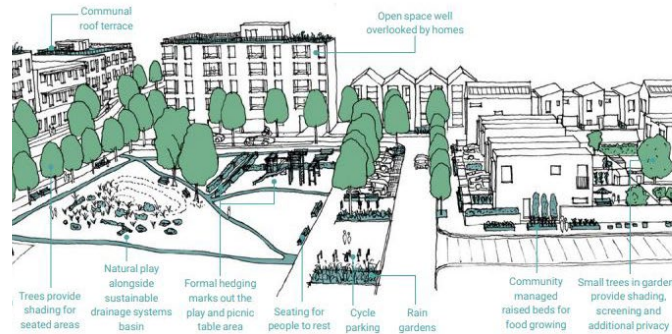 Communal
roof terrace
Open space well
overlooked by homes
Trees provide
shading for
seated areas
Natural play
alongside
sustainable
drainage systems
basin
Formal hedging
marks out the
play and picnic
table area
Seating for
people to rest
Cycle
parking
Rain
gardens
Community
managed
raised beds for
food growing
Small trees in garden
provide shading,
screening and
additional privacy